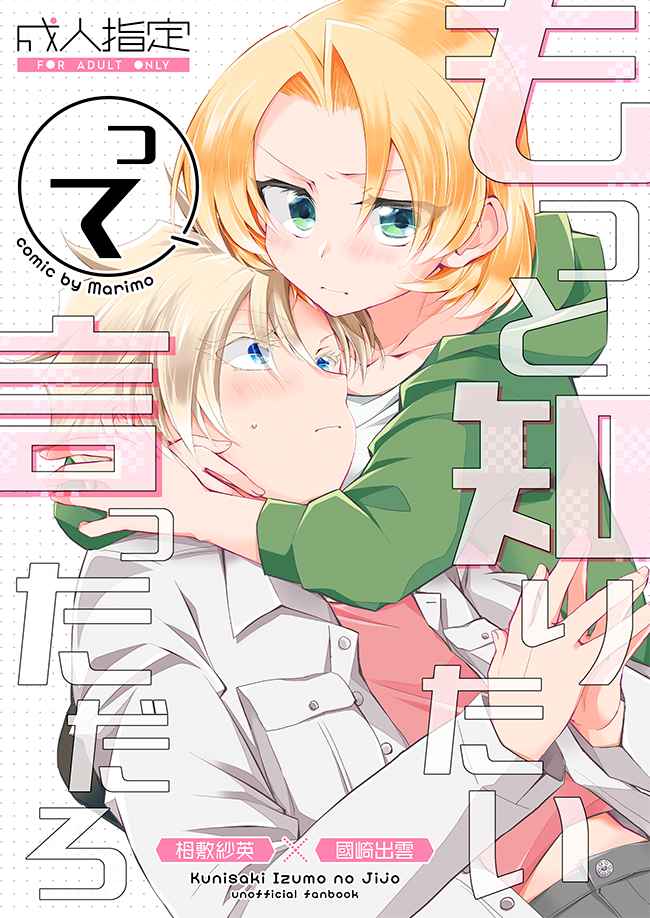 成人指定
FOR ADULT ONLY
もっと知りたい
って
言っただろ
comic by Marimo
相敷紗英×國崎出雲
Kunisaki Izumo no Jijo
unofficial fanbook